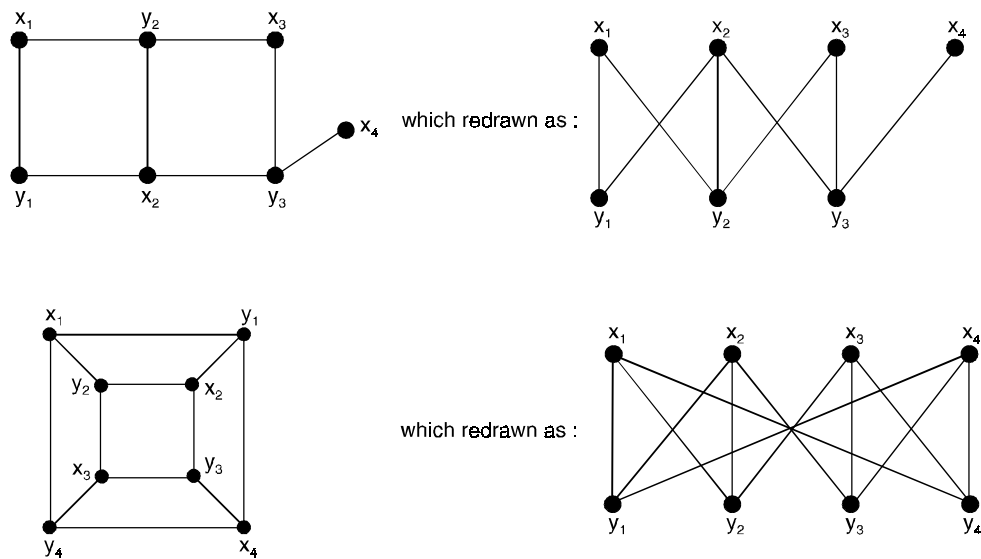 x₁ y₂ x₃
x₄
y₁ x₂ y₃
which redrawn as :
x₁ x₂ x₃ x₄
y₁ y₂ y₃
x₁ y₁
y₂ x₂
x₃ y₃
y₄ x₄
which redrawn as :
x₁ x₂ x₃ x₄
y₁ y₂ y₃ y₄